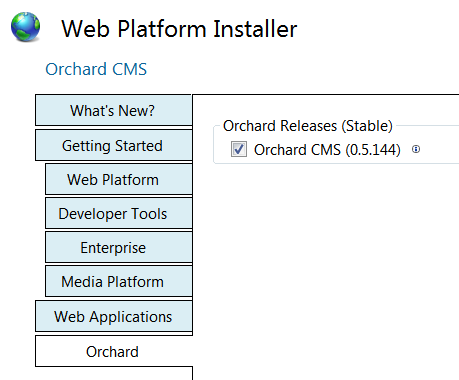 Web Platform Installer
Orchard CMS
What's New?
Getting Started
Web Platform
Developer Tools
Enterprise
Media Platform
Web Applications
Orchard
Orchard Releases (Stable)
Orchard CMS (0.5.144)